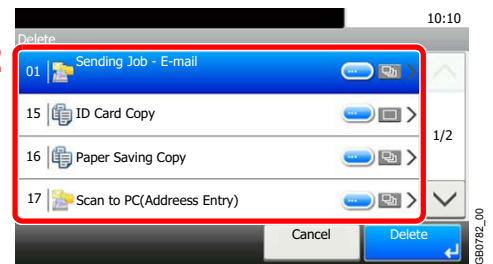 10:10
Delete
01 Sending Job - E-mail
15 ID Card Copy
16 Paper Saving Copy
1/2
17 Scan to PC(Addreess Entry)
Cancel
Delete
GB0782_00